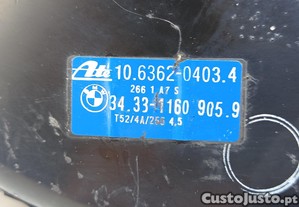 Ate 10.6362-0403.4
266 1 A7 S
34.33-1160 905.9
T52/4A/266 4,5
CustoJusto.pt